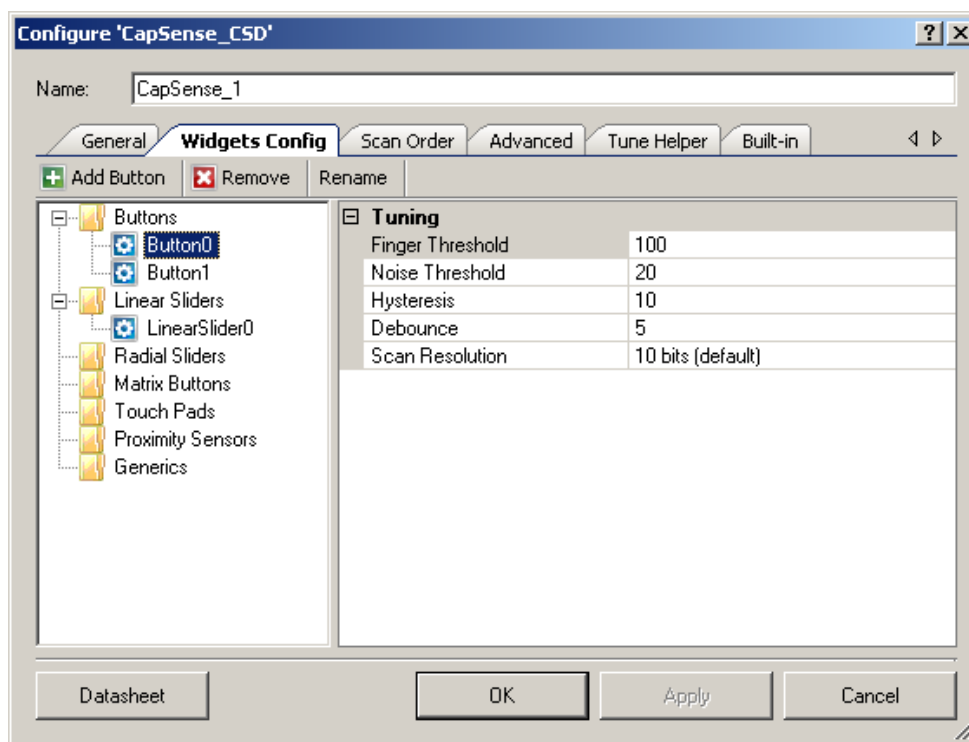 Configure 'CapSense_CSD'
Name: CapSense_1
General Widgets Config Scan Order Advanced Tune Helper Built-in
Add Button Remove Rename
Buttons
Button0
Button1
Linear Sliders
LinearSlider0
Radial Sliders
Matrix Buttons
Touch Pads
Proximity Sensors
Generics
Tuning
Finger Threshold 100
Noise Threshold 20
Hysteresis 10
Debounce 5
Scan Resolution 10 bits (default)
Datasheet OK Apply Cancel